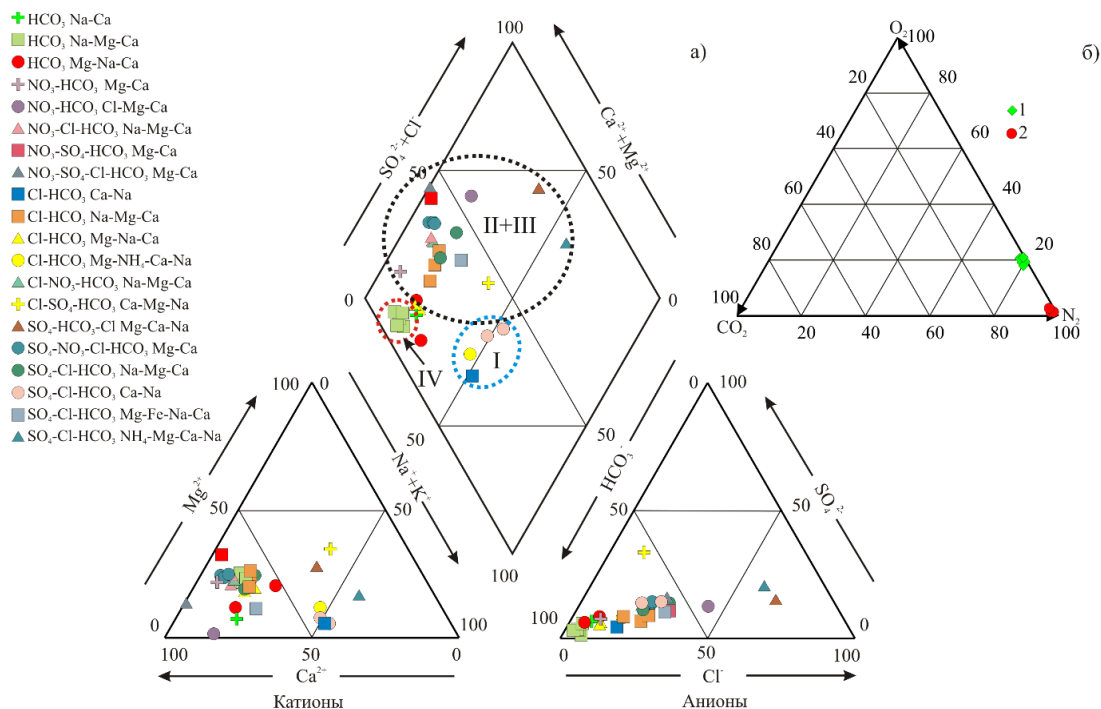 HCO₃ Na-Ca
HCO₃ Na-Mg-Ca
HCO₃ Mg-Na-Ca
NO₃-HCO₃ Mg-Ca
NO₃-HCO₃ Cl-Mg-Ca
NO₃-Cl-HCO₃ Na-Mg-Ca
NO₃-SO₄-HCO₃ Mg-Ca
NO₃-SO₄-Cl-HCO₃ Mg-Ca
Cl-HCO₃ Ca-Na
Cl-HCO₃ Na-Mg-Ca
Cl-HCO₃ Mg-Na-Ca
Cl-HCO₃ Mg-NH₄-Ca-Na
Cl-NO₃-HCO₃ Na-Mg-Ca
Cl-SO₄-HCO₃ Ca-Mg-Na
SO₄-HCO₃-Cl Mg-Ca-Na
SO₄-NO₃-Cl-HCO₃ Mg-Ca
SO₄-Cl-HCO₃ Na-Mg-Ca
SO₄-Cl-HCO₃ Ca-Na
SO₄-Cl-HCO₃ Mg-Fe-Na-Ca
SO₄-Cl-HCO₃ NH₄-Mg-Ca-Na
а)
100
SO₄²⁻+Cl⁻
Ca²⁺+Mg²⁺
50
50
II+III
0
0
I
IV
50
50
100
Na⁺+K⁺
HCO₃⁻
100
0
Mg²⁺
50
50
0
100
100
50
0
Ca²⁺
Катионы
0
100
SO₄²⁻
50
50
100
0
0
50
100
Cl⁻
Анионы
б)
O₂
100
20
80
1
2
40
60
60
40
80
20
100
CO₂
20
40
60
80
100
N₂